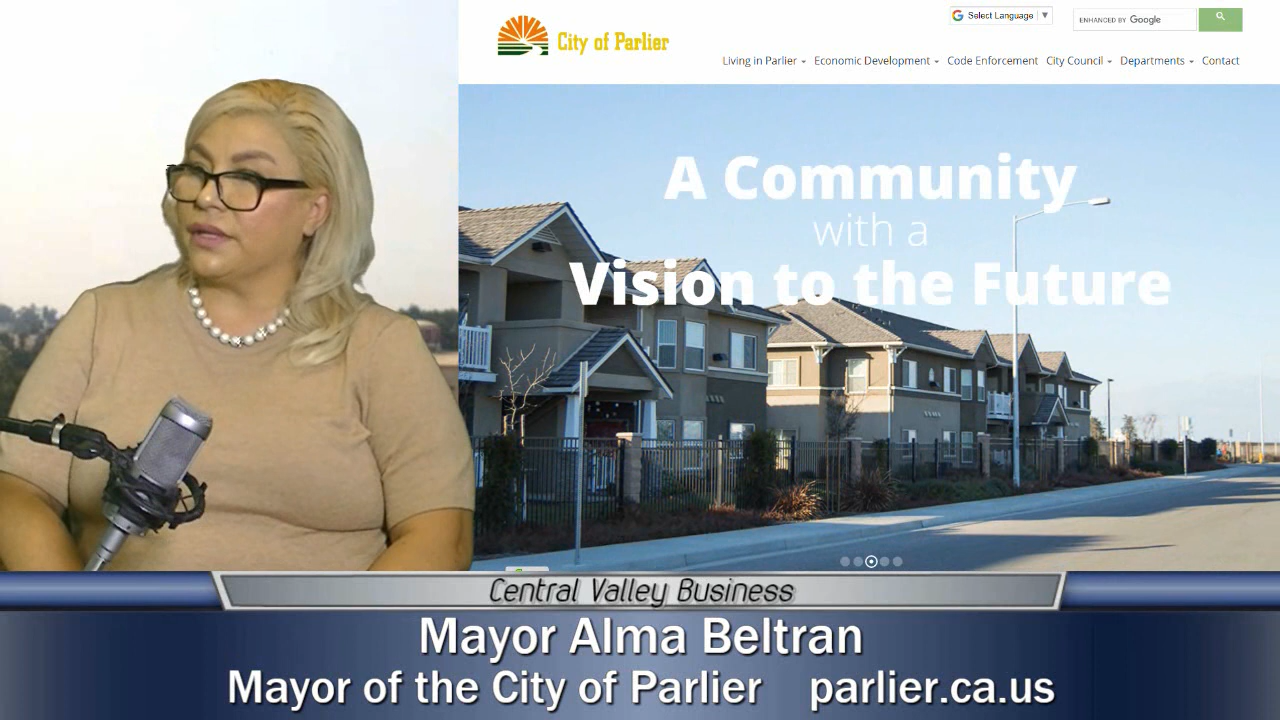 Select Language ▼
ENHANCED BY Google
City of Parlier
Living in Parlier Economic Development Code Enforcement City Council Departments Contact
A Community
with a
Vision to the Future
Central Valley Business
Mayor Alma Beltran
Mayor of the City of Parlier parlier.ca.us